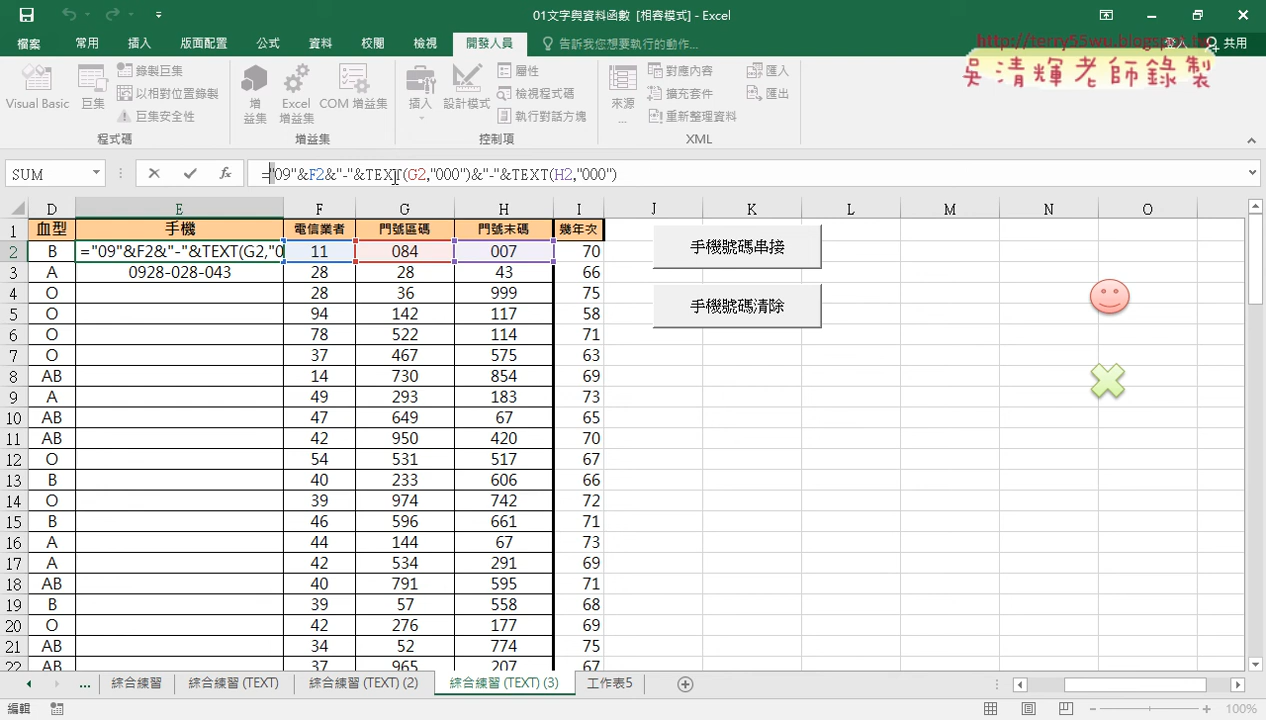 01文字與資料函數 [相容模式] - Excel
檔案 常用 插入 版面配置 公式 資料 校閱 檢視 開發人員 告訴我您想要執行的動作... 登入 共用
http://terry55wu.blogspot.tw
吳清輝老師錄製
Visual Basic 巨集 錄製巨集 以相對位置錄製 巨集安全性 程式碼
增益集 Excel 增益集 COM 增益集 增益集
插入 設計模式 屬性 檢視程式碼 執行對話方塊 控制項
來源 ... 對應內容 擴充套件 重新整理資料 匯入 匯出 XML
SUM fx ="09"&F2&"-"&TEXT(G2,"000")&"-"&TEXT(H2,"000")
D E F G H I J K L M N O
1 血型 手機 電信業者 門號區碼 門號末碼 幾年次
2 B ="09"&F2&"-"&TEXT(G2,"0 11 084 007 70
3 A 0928-028-043 28 28 43 66
4 O 28 36 999 75
5 O 94 142 117 58
6 O 78 522 114 71
7 O 37 467 575 63
8 AB 14 730 854 69
9 A 49 293 183 73
10 AB 47 649 67 65
11 AB 42 950 420 70
12 O 54 531 517 67
13 B 40 233 606 66
14 O 39 974 742 72
15 B 46 596 661 71
16 A 44 144 67 73
17 A 42 534 291 69
18 AB 40 791 595 71
19 B 39 57 558 68
20 O 42 276 177 69
21 AB 34 52 774 75
22 AB 37 965 207 67
手機號碼串接
手機號碼清除
... 綜合練習 綜合練習 (TEXT) 綜合練習 (TEXT) (2) 綜合練習 (TEXT) (3) 工作表5
編輯 100%